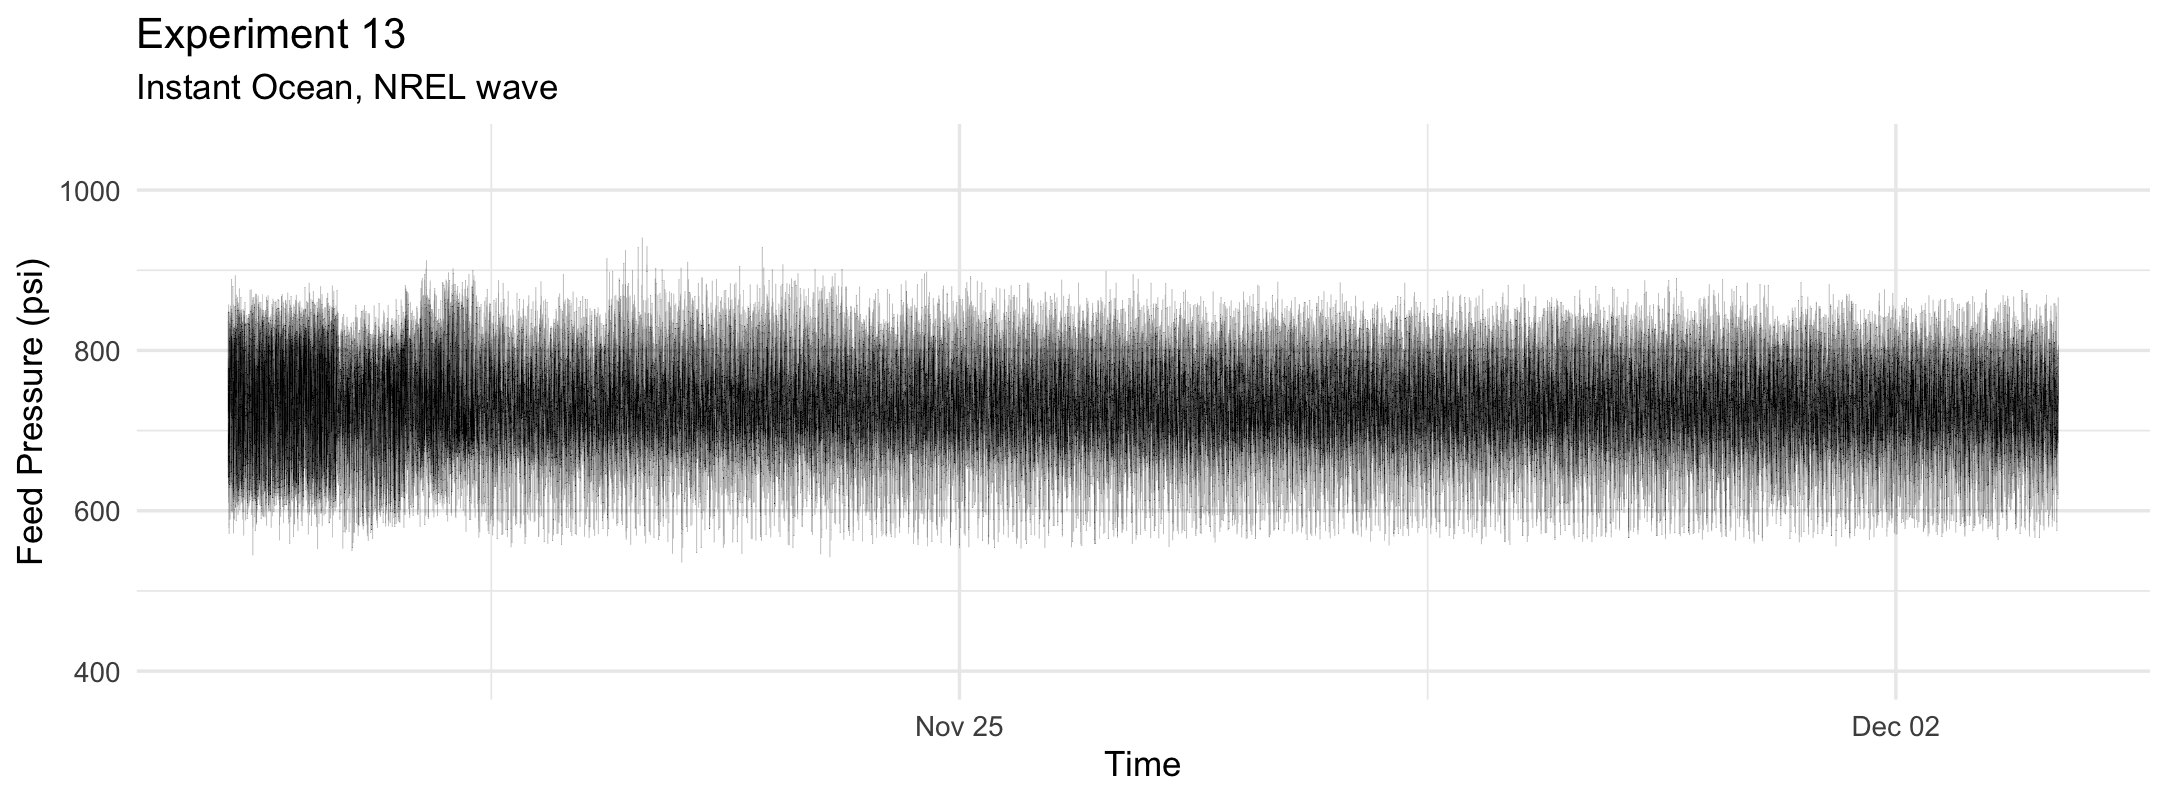 Experiment 13
Instant Ocean, NREL wave
Feed Pressure (psi)
1000
800
600
400
Nov 25
Dec 02
Time